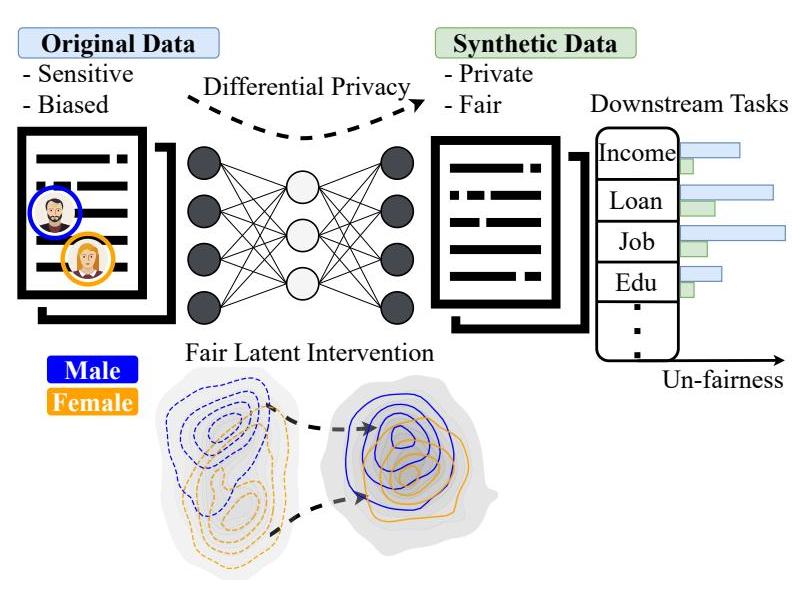 Original Data
- Sensitive
- Biased
Differential Privacy
Synthetic Data
- Private
- Fair
Downstream Tasks
Income
Loan
Job
Edu
Un-fairness
Fair Latent Intervention
Male
Female